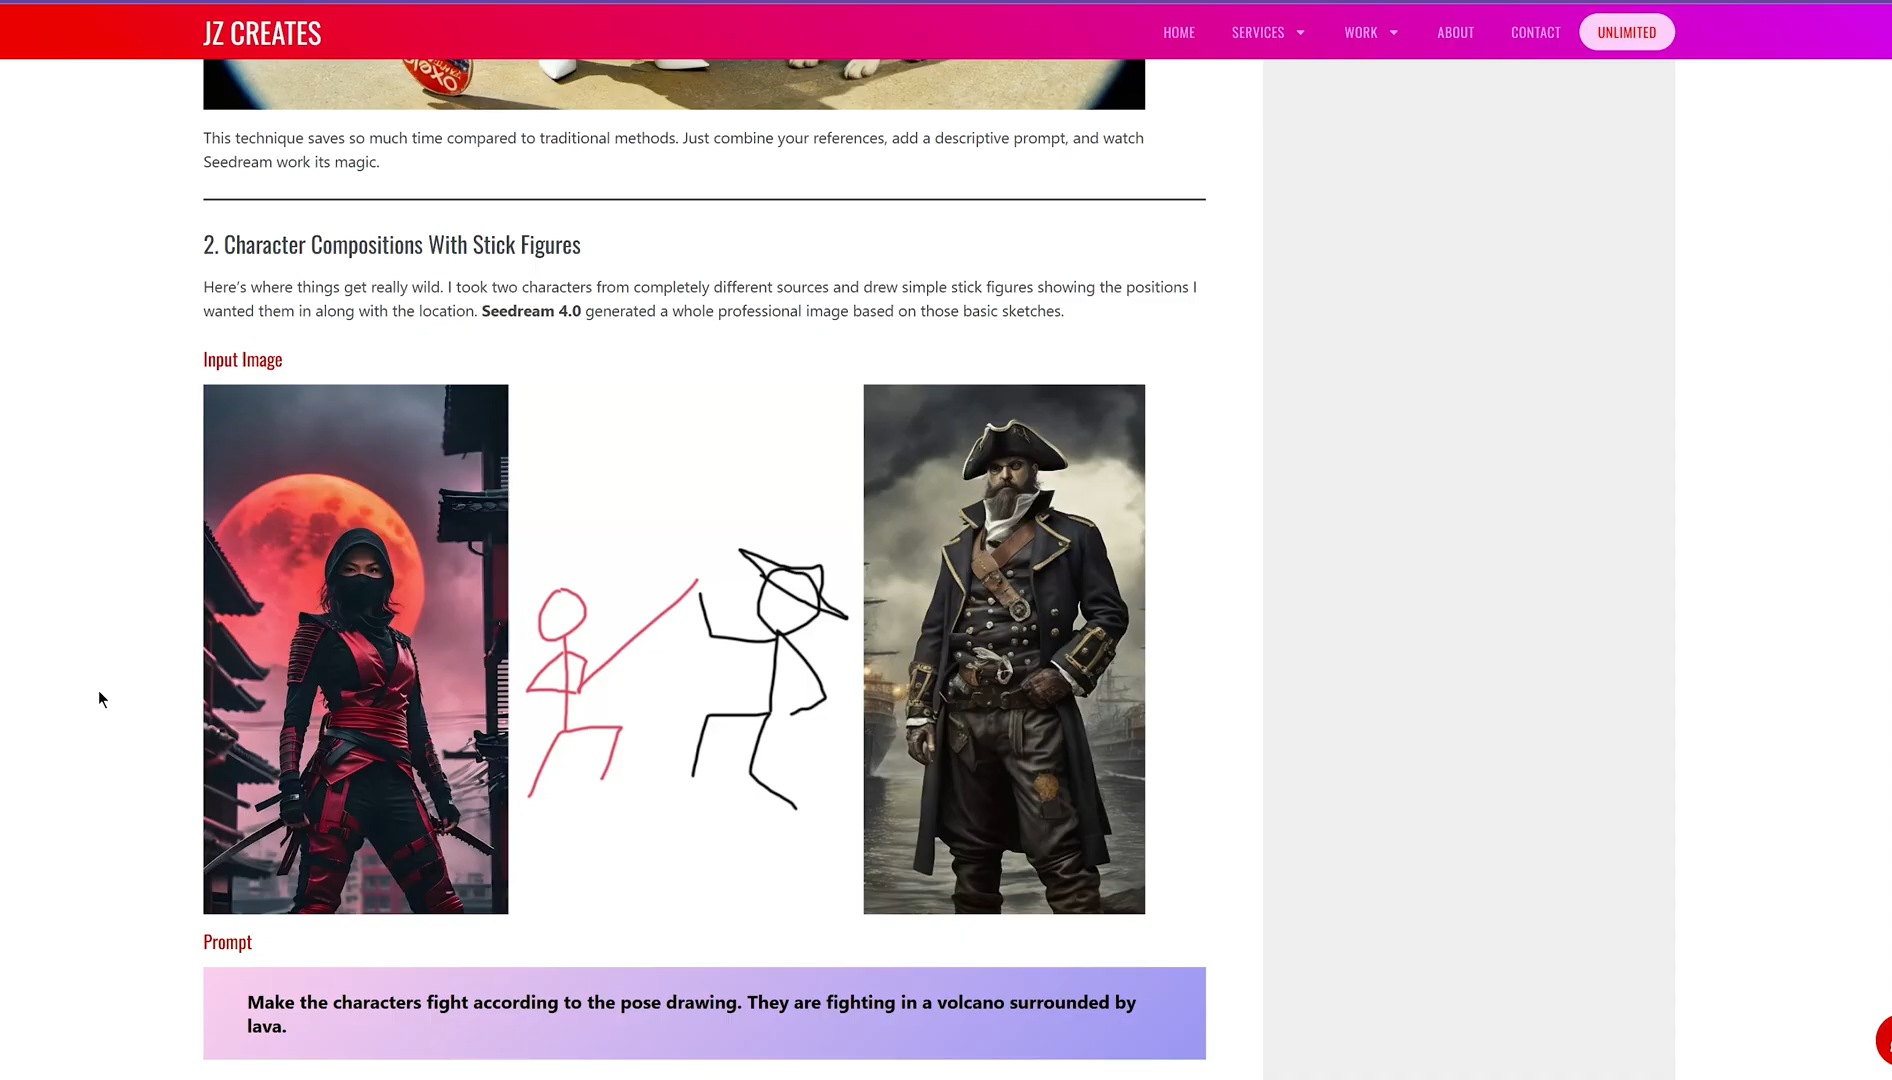 JZ CREATES
HOME
SERVICES
WORK
ABOUT
CONTACT
UNLIMITED
This technique saves so much time compared to traditional methods. Just combine your references, add a descriptive prompt, and watch
Seedream work its magic.
2. Character Compositions With Stick Figures
Here’s where things get really wild. I took two characters from completely different sources and drew simple stick figures showing the positions I
wanted them in along with the location. Seedream 4.0 generated a whole professional image based on those basic sketches.
Input Image
Prompt
Make the characters fight according to the pose drawing. They are fighting in a volcano surrounded by
lava.